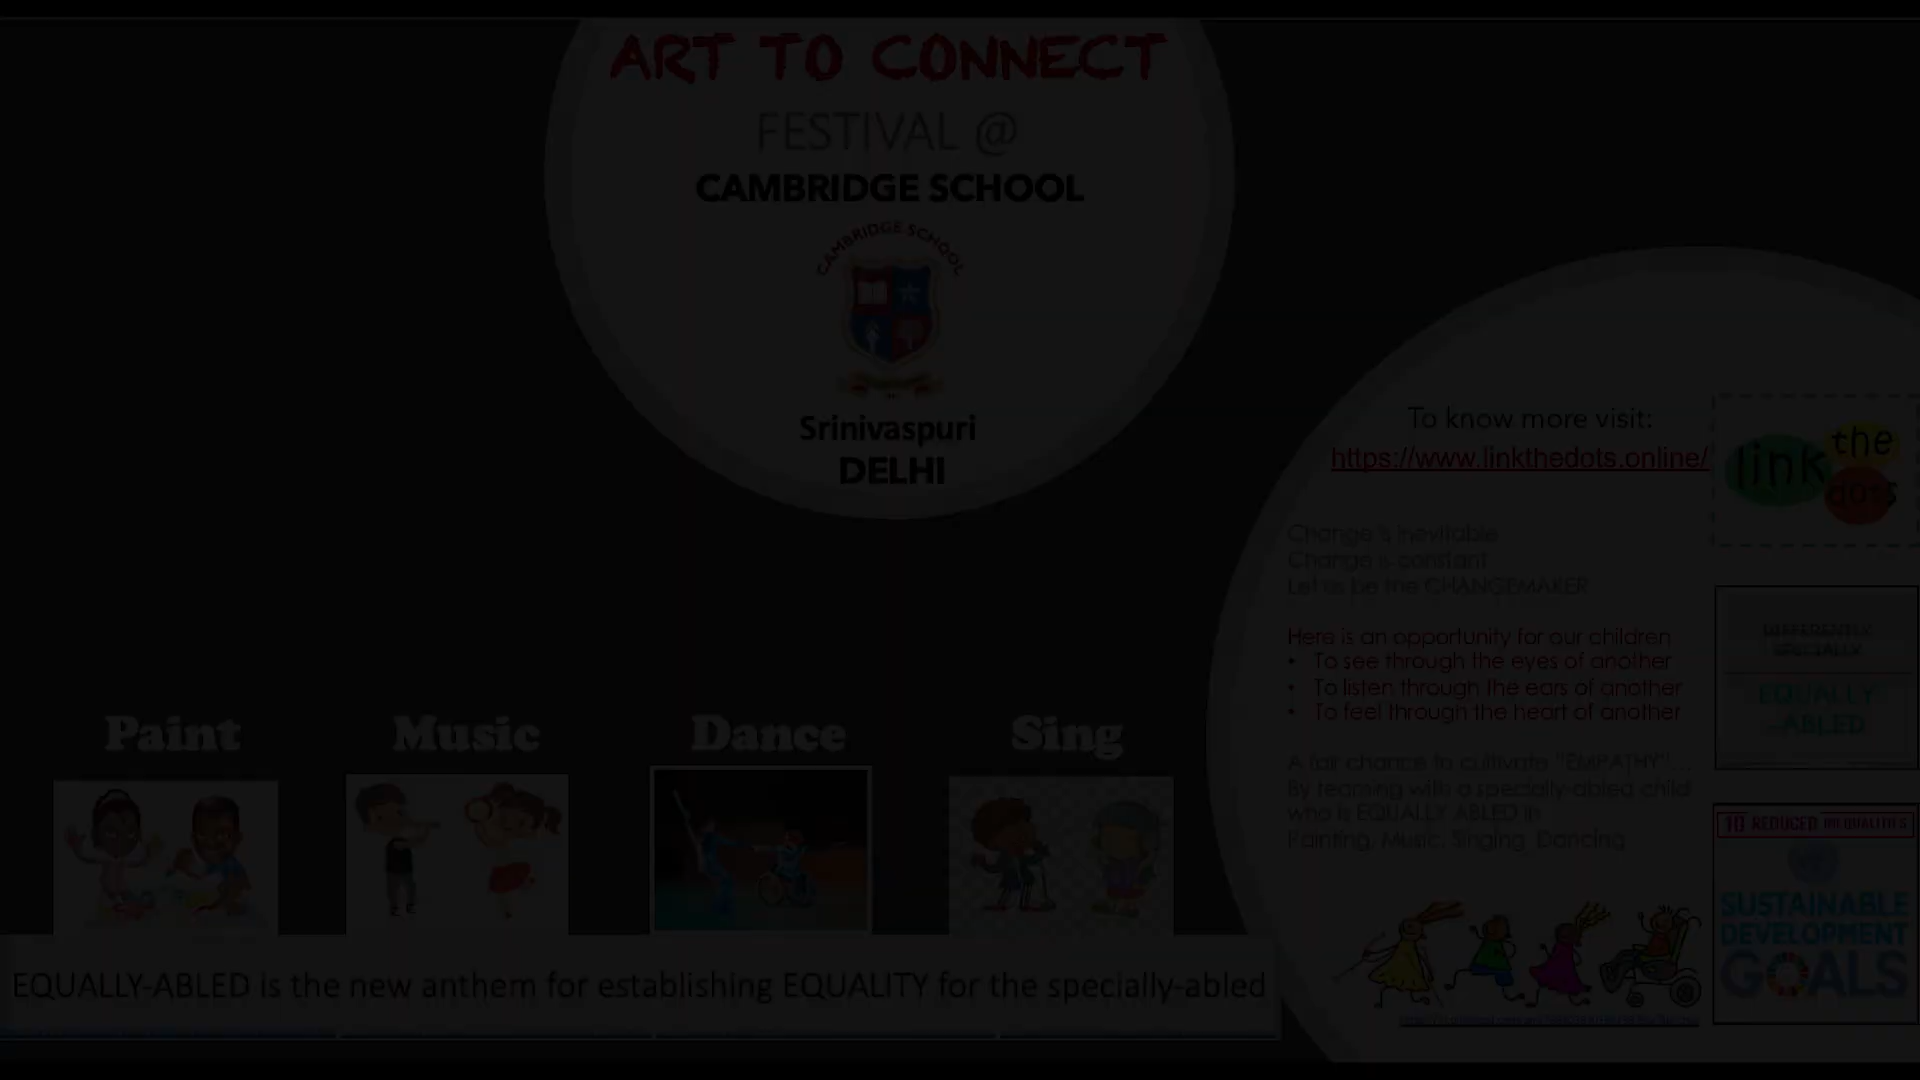 ART TO CONNECT
FESTIVAL @
CAMBRIDGE SCHOOL
CAMBRIDGE SCHOOL
Srinivaspuri
DELHI
To know more visit:
https://www.linkthedots.online/
link the dots
Change is inevitable
Change is constant
Let us be the CHANGEMAKER
Here is an opportunity for our children
• To see through the eyes of another
• To listen through the ears of another
• To feel through the heart of another
A fair chance to cultivate "EMPATHY"...
By teaming with a specially-abled child
who is EQUALLY ABLED in
Painting, Music, Singing, Dancing
DIFFERENTLY
SPECIALLY
EQUALLY
-ABLED
10 REDUCED INEQUALITIES
SUSTAINABLE
DEVELOPMENT
GOALS
Paint
Music
Dance
Sing
EQUALLY-ABLED is the new anthem for establishing EQUALITY for the specially-abled